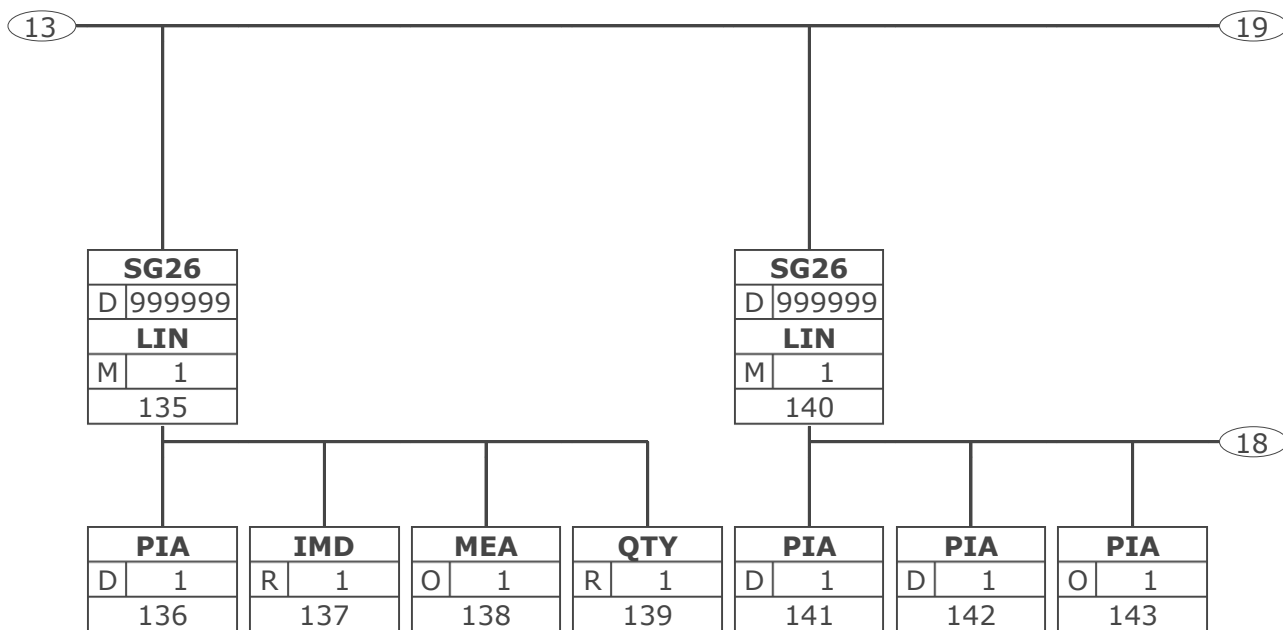 13 19
SG26 SG26
D 999999 D 999999
LIN LIN
M 1 M 1
135 140
18
PIA IMD MEA QTY PIA PIA PIA
D 1 R 1 O 1 R 1 D 1 D 1 O 1
136 137 138 139 141 142 143